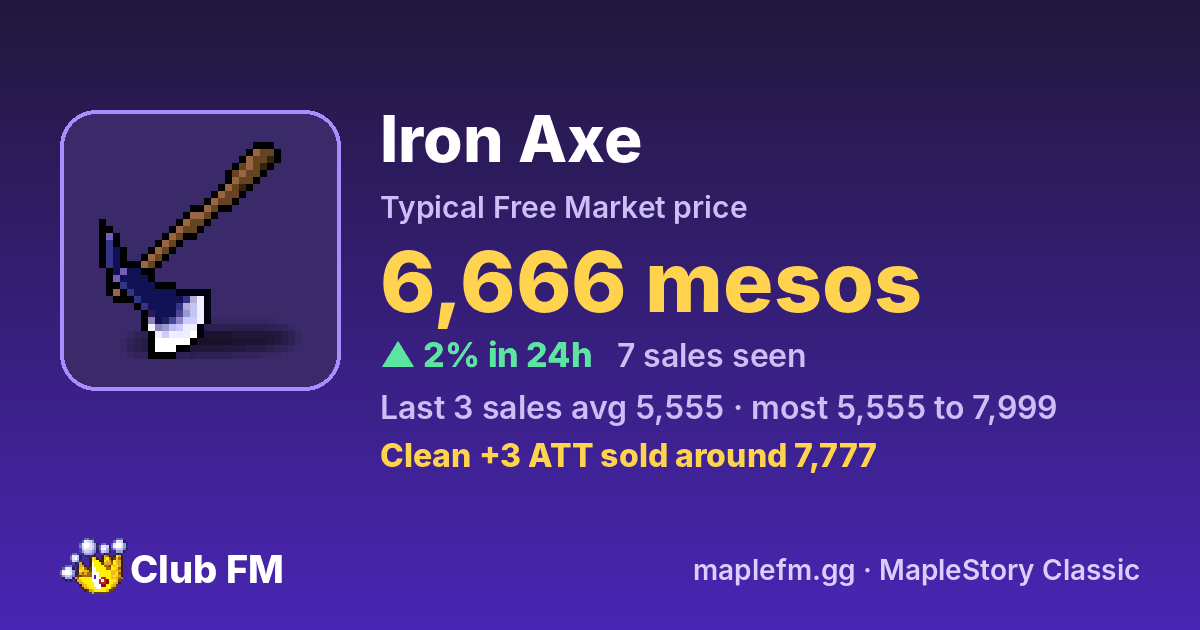 Iron Axe
Typical Free Market price
6,666 mesos
▲ 2% in 24h 7 sales seen
Last 3 sales avg 5,555 · most 5,555 to 7,999
Clean +3 ATT sold around 7,777
Club FM
maplefm.gg · MapleStory Classic